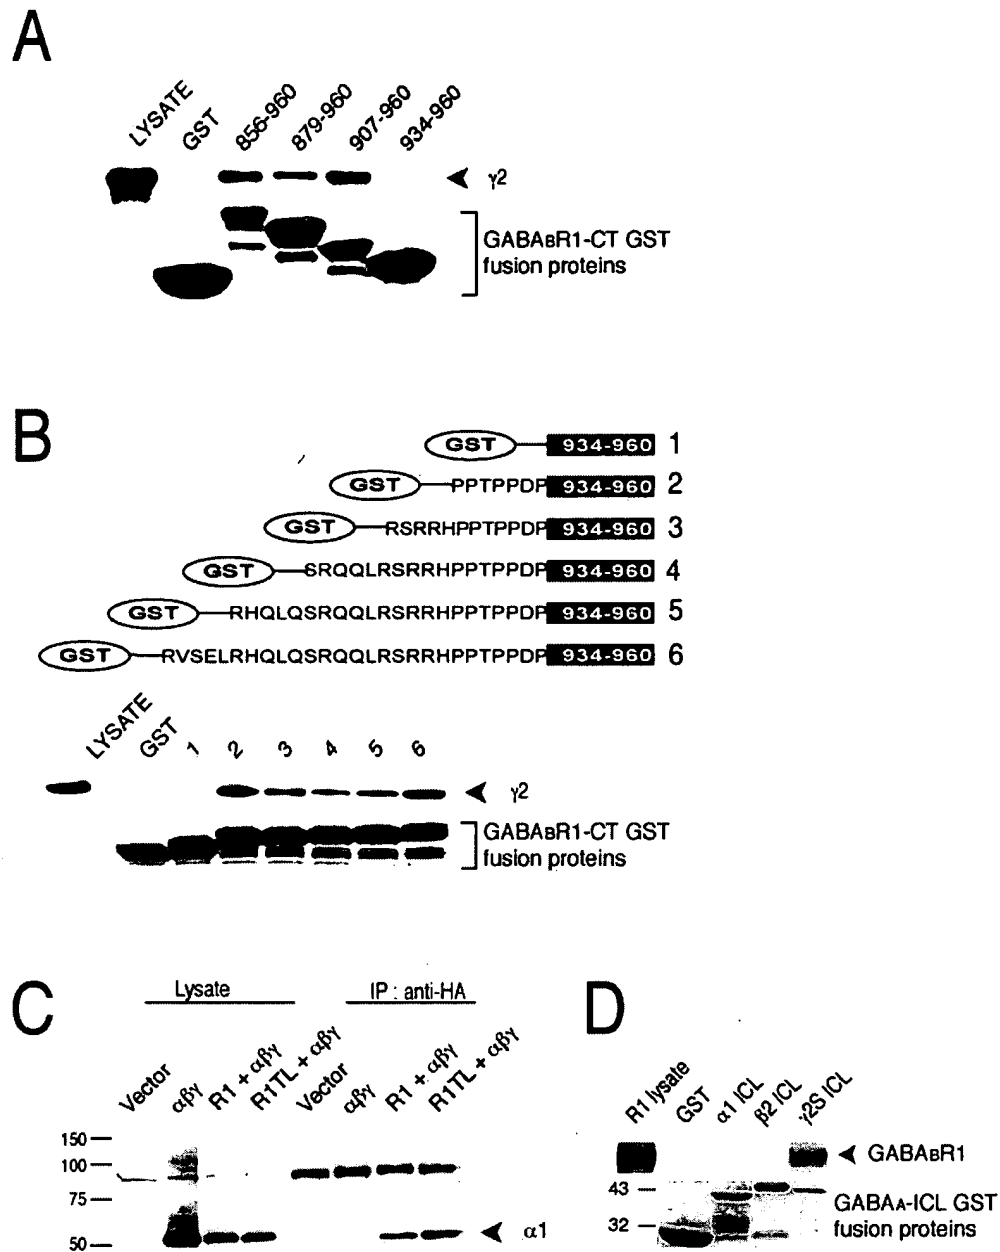 A
LYSATE
GST
856-960
879-960
907-960
934-960
γ2
GABABR1-CT GST
fusion proteins
B
GST 934-960 1
GST PPTPPDP 934-960 2
GST RSRRHPPTPPDP 934-960 3
GST SRQQLRSRRHPPTPPDP 934-960 4
GST RHQLQSRQQLRSRRHPPTPPDP 934-960 5
GST RVSELRHQLQSRQQLRSRRHPPTPPDP 934-960 6
LYSATE
GST
1
2
3
4
5
6
γ2
GABABR1-CT GST
fusion proteins
C
Lysate
IP : anti-HA
Vector
αβγ
R1 + αβγ
R1TL + αβγ
Vector
αβγ
R1 + αβγ
R1TL + αβγ
150
100
75
50
α1
D
R1 lysate
GST
α1 ICL
β2 ICL
γ2S ICL
GABABR1
43
32
GABAA-ICL GST
fusion proteins